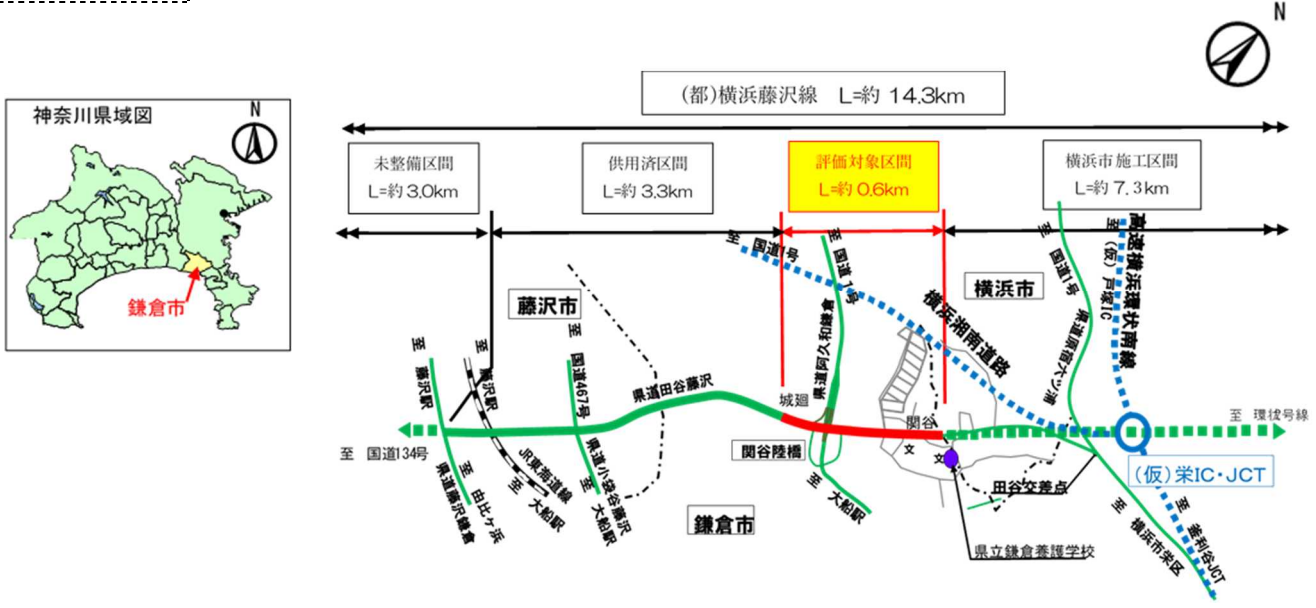 N
(都)横浜藤沢線 L=約 14.3km
神奈川県域図
N
鎌倉市
未整備区間
L=約3.0km
供用済区間
L=約3.3km
評価対象区間
L=約0.6km
横浜市施工区間
L=約7.3km
至 国道1号
至 国道1号
至 国道1号
至(仮)戸塚IC
高速横浜環状南線
藤沢市
横浜市
横浜湘南道路
県道原宿六ツ浦
県道阿久和鎌倉
至 藤沢駅
至 藤沢駅
至 国道467号
県道田谷藤沢
城廻
関谷
至 環状号線
至 国道134号
関谷陸橋
文
文
(仮)栄IC・JCT
県道藤沢鎌倉
至 由比ヶ浜
JR東海道線
至 大船駅
県道小袋谷藤沢
至 大船駅
至 大船駅
田谷交差点
鎌倉市
県立鎌倉養護学校
至 横浜市栄区
至 釜利谷JCT